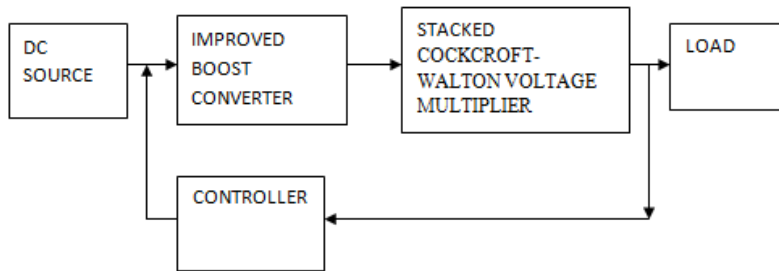 DC
SOURCE
IMPROVED
BOOST
CONVERTER
STACKED
COCKCROFT-
WALTON VOLTAGE
MULTIPLIER
LOAD
CONTROLLER